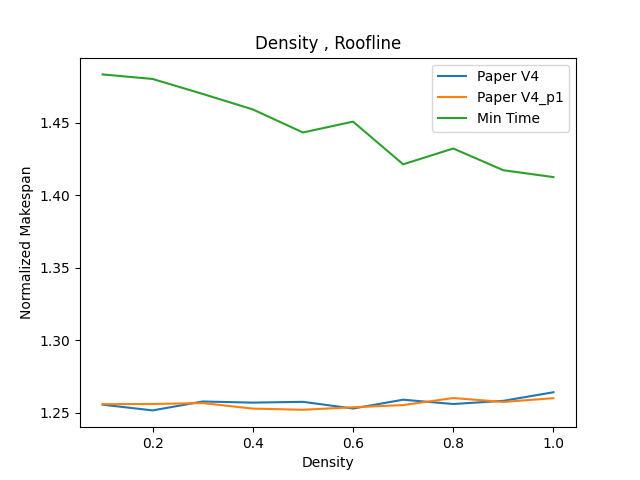 Density , Roofline
Paper V4
Paper V4_p1
Min Time
Normalized Makespan
1.45
1.40
1.35
1.30
1.25
0.2
0.4
0.6
0.8
1.0
Density